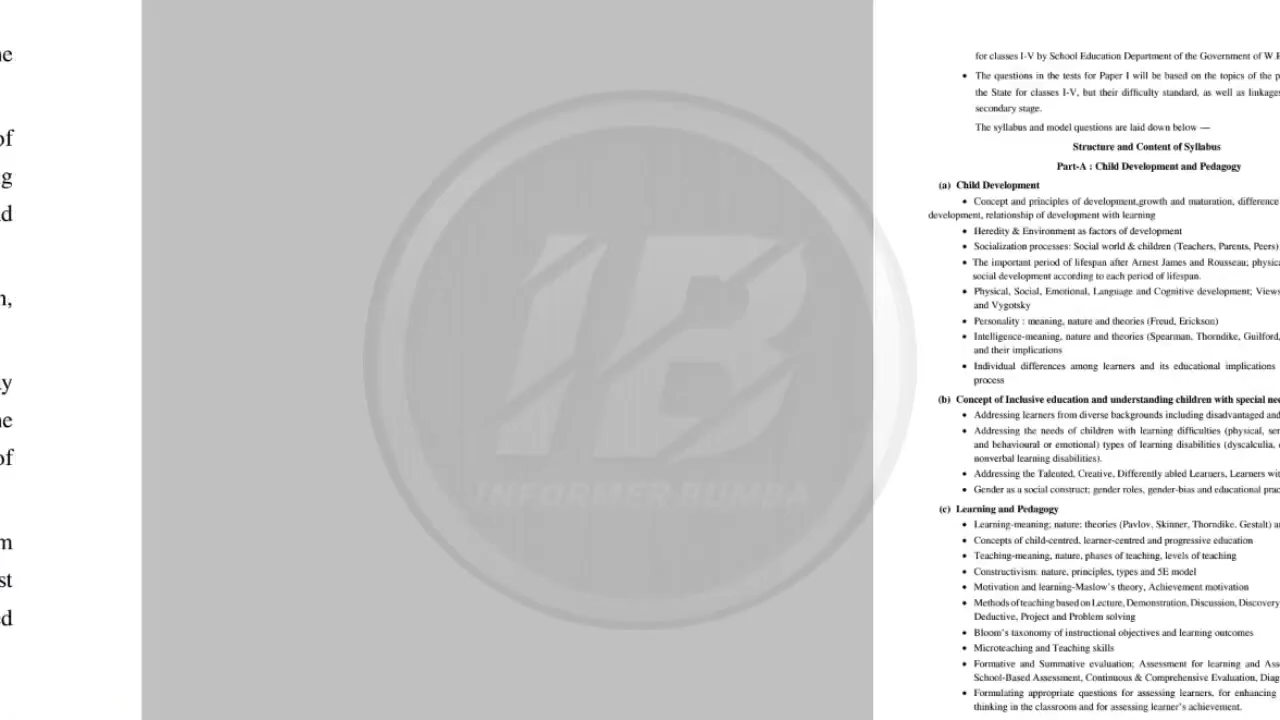 ne
of
ng
nd
n,
ly
ne
of
m
st
ed
INFORMER BUBNA
for classes I-V by School Education Department of the Government of W.B
• The questions in the tests for Paper I will be based on the topics of the p
the State for classes I-V, but their difficulty standard, as well as linkages
secondary stage.
The syllabus and model questions are laid down below —
Structure and Content of Syllabus
Part-A : Child Development and Pedagogy
(a) Child Development
• Concept and principles of development,growth and maturation, difference
development, relationship of development with learning
• Heredity & Environment as factors of development
• Socialization processes: Social world & children (Teachers, Parents, Peers)
• The important period of lifespan after Arnest James and Rousseau; physica
social development according to each period of lifespan.
• Physical, Social, Emotional, Language and Cognitive development; Views
and Vygotsky
• Personality : meaning, nature and theories (Freud, Erickson)
• Intelligence-meaning, nature and theories (Spearman, Thorndike, Guilford,
and their implications
• Individual differences among learners and its educational implications
process
(b) Concept of Inclusive education and understanding children with special nee
• Addressing learners from diverse backgrounds including disadvantaged and
• Addressing the needs of children with learning difficulties (physical, sen
and behavioural or emotional) types of learning disabilities (dyscalculia,
nonverbal learning disabilities).
• Addressing the Talented, Creative, Differently abled Learners, Learners wit
• Gender as a social construct; gender roles, gender-bias and educational prac
(c) Learning and Pedagogy
• Learning-meaning; nature; theories (Pavlov, Skinner, Thorndike. Gestalt) an
• Concepts of child-centred, learner-centred and progressive education
• Teaching-meaning, nature, phases of teaching, levels of teaching
• Constructivism: nature, principles, types and 5E model
• Motivation and learning-Maslow's theory, Achievement motivation
• Methods of teaching based on Lecture, Demonstration, Discussion, Discovery
Deductive, Project and Problem solving
• Bloom's taxonomy of instructional objectives and learning outcomes
• Microteaching and Teaching skills
• Formative and Summative evaluation; Assessment for learning and Ass
School-Based Assessment, Continuous & Comprehensive Evaluation, Diag
• Formulating appropriate questions for assessing learners, for enhancing
thinking in the classroom and for assessing learner's achievement.